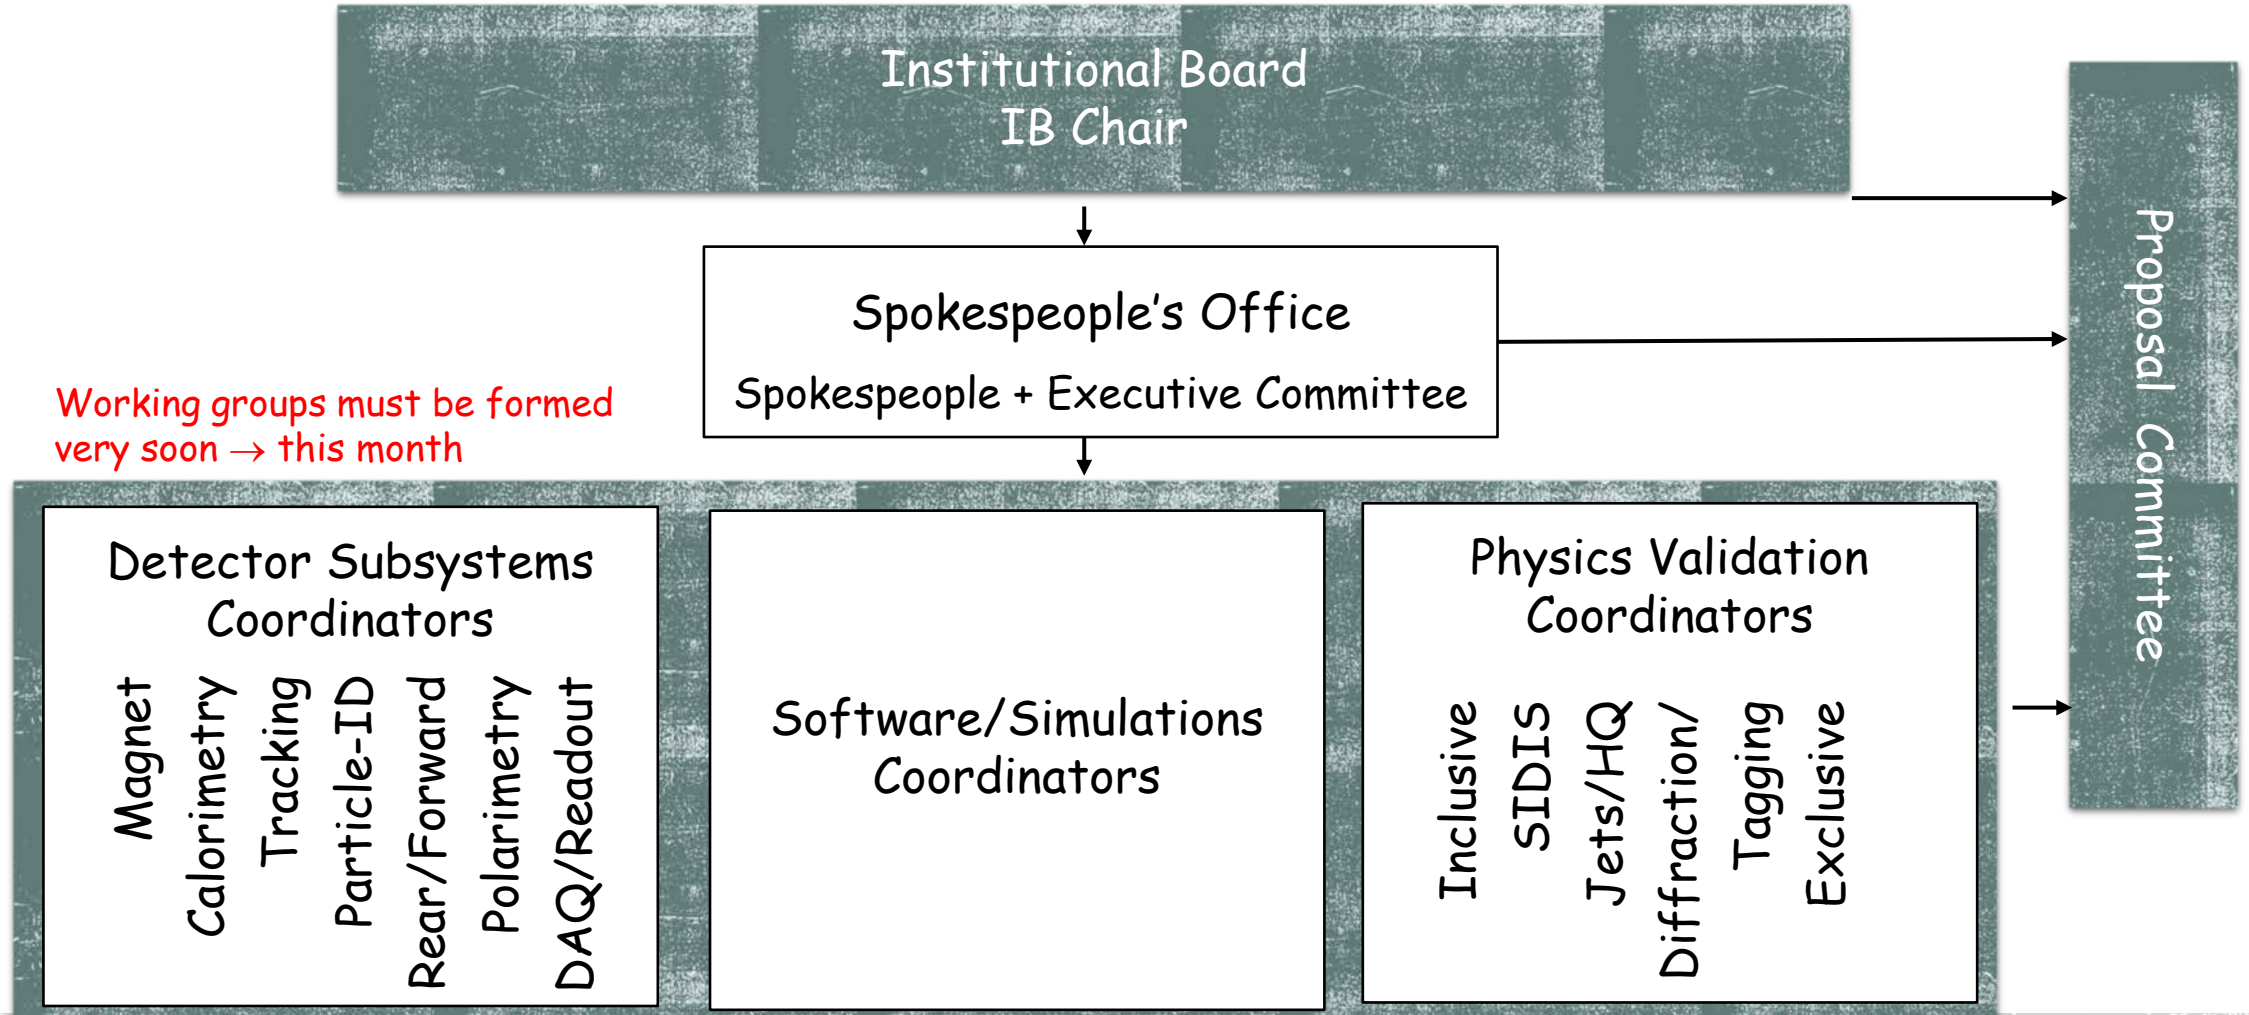 Institutional Board
IB Chair
Spokespeople's Office
Spokespeople + Executive Committee
Working groups must be formed
very soon → this month
Detector Subsystems
Coordinators
Magnet
Calorimetry
Tracking
Particle-ID
Rear/Forward
Polarimetry
DAQ/Readout
Software/Simulations
Coordinators
Physics Validation
Coordinators
Inclusive
SIDIS
Jets/HQ
Diffraction/
Tagging
Exclusive
Proposal Committee